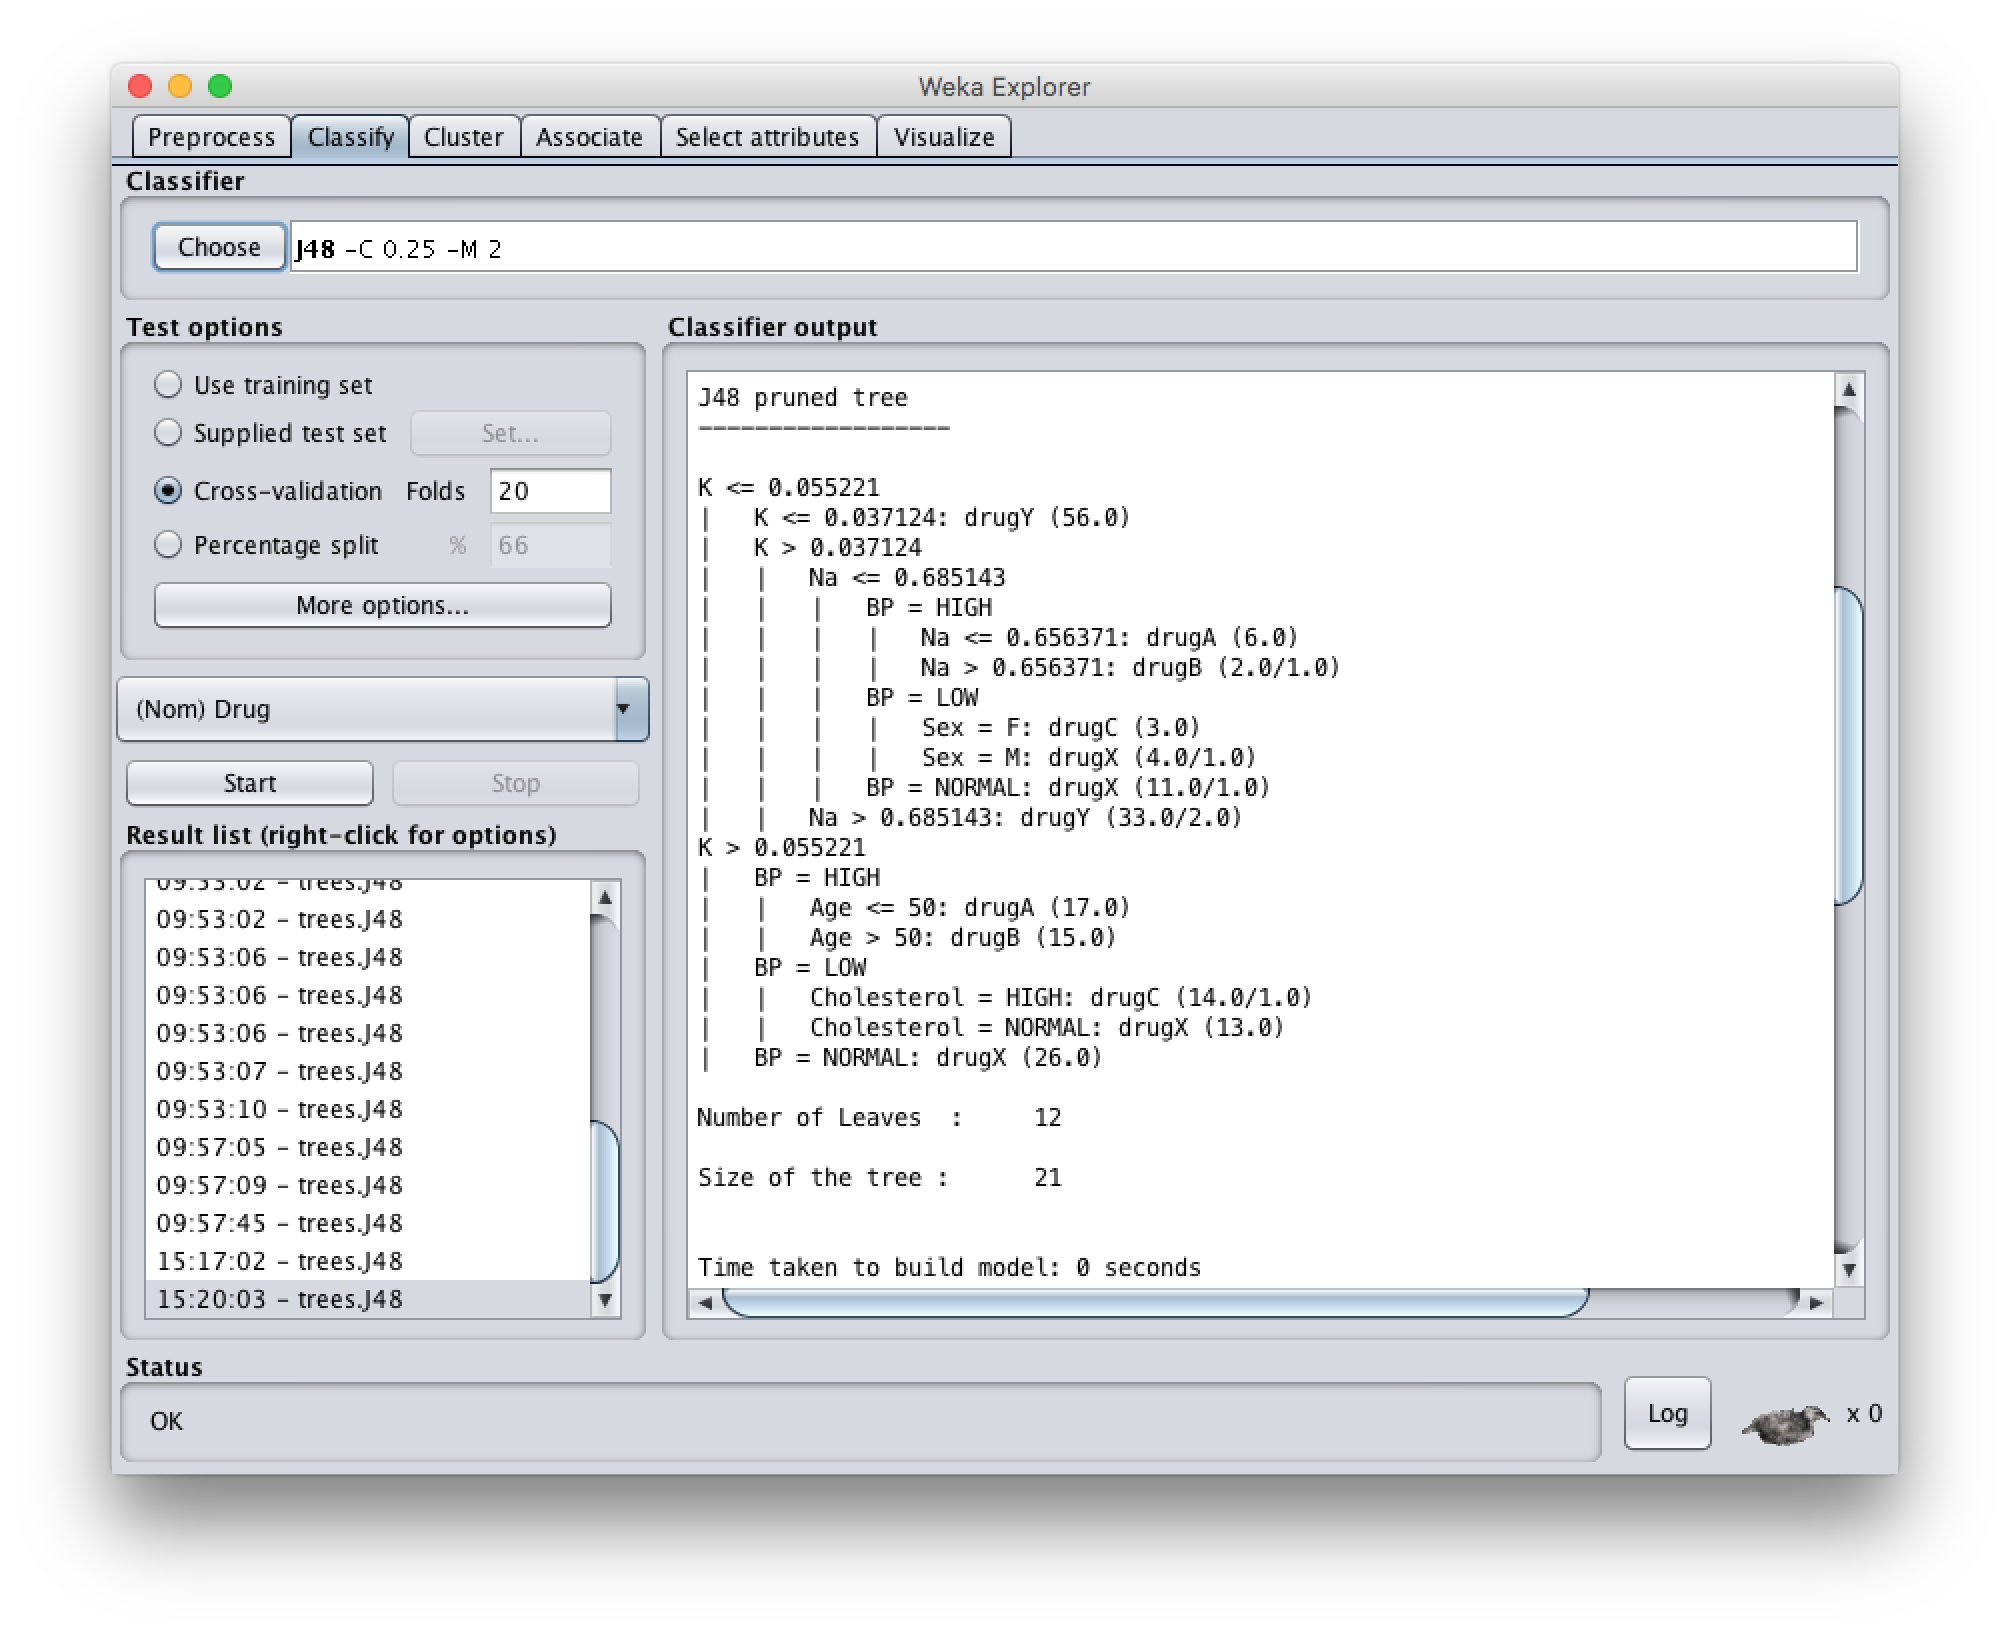 Weka Explorer
Preprocess Classify Cluster Associate Select attributes Visualize
Classifier
Choose J48 -C 0.25 -M 2
Test options
Use training set
Supplied test set Set...
Cross-validation Folds 20
Percentage split % 66
More options...
(Nom) Drug
Start Stop
Result list (right-click for options)
09:53:02 - trees.J48
09:53:02 - trees.J48
09:53:06 - trees.J48
09:53:06 - trees.J48
09:53:06 - trees.J48
09:53:07 - trees.J48
09:53:10 - trees.J48
09:57:05 - trees.J48
09:57:09 - trees.J48
09:57:45 - trees.J48
15:17:02 - trees.J48
15:20:03 - trees.J48
Classifier output
J48 pruned tree
------------------
K <= 0.055221
|   K <= 0.037124: drugY (56.0)
|   K > 0.037124
|   |   Na <= 0.685143
|   |   |   BP = HIGH
|   |   |   |   Na <= 0.656371: drugA (6.0)
|   |   |   |   Na > 0.656371: drugB (2.0/1.0)
|   |   |   BP = LOW
|   |   |   |   Sex = F: drugC (3.0)
|   |   |   |   Sex = M: drugX (4.0/1.0)
|   |   |   BP = NORMAL: drugX (11.0/1.0)
|   |   Na > 0.685143: drugY (33.0/2.0)
K > 0.055221
|   BP = HIGH
|   |   Age <= 50: drugA (17.0)
|   |   Age > 50: drugB (15.0)
|   BP = LOW
|   |   Cholesterol = HIGH: drugC (14.0/1.0)
|   |   Cholesterol = NORMAL: drugX (13.0)
|   BP = NORMAL: drugX (26.0)
Number of Leaves  :     12
Size of the tree :      21
Time taken to build model: 0 seconds
Status
OK
Log x 0